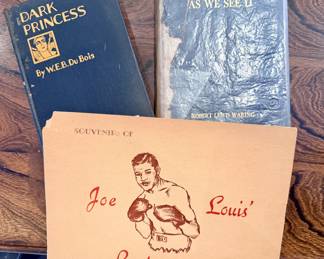 DARK
PRINCESS
By W.E.B. Du Bois
AS WE SEE IT
ROBERT LEWIS WARING
SOUVENIR OF
Joe Louis'